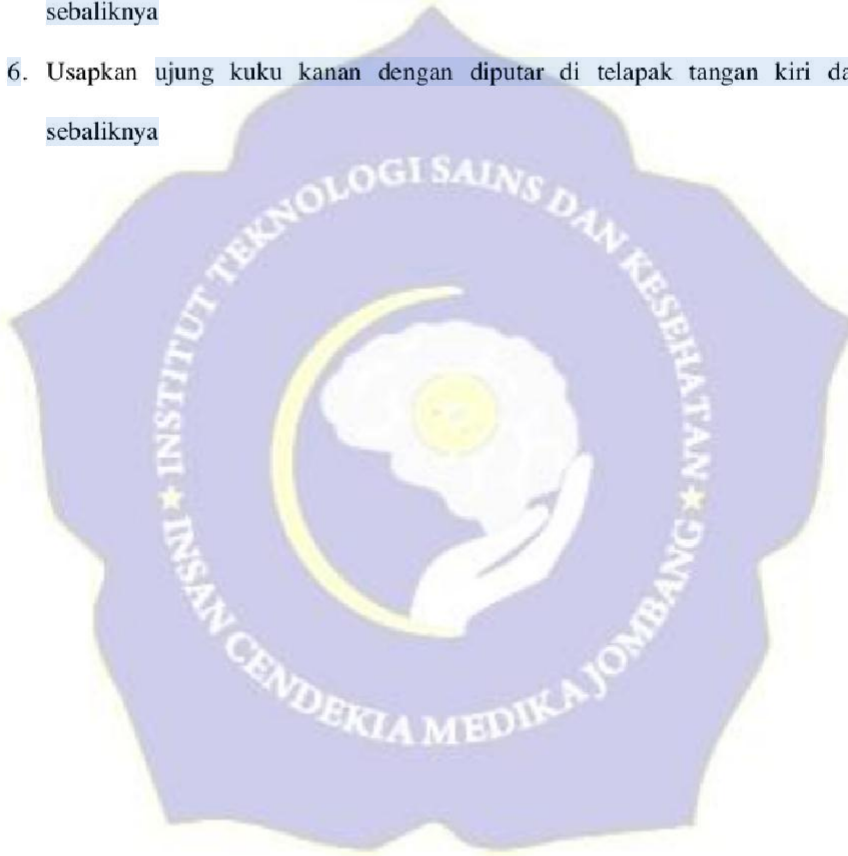 sebaliknya
6. Usapkan ujung kuku kanan dengan diputar di telapak tangan kiri da
sebaliknya
INSTITUT TEKNOLOGI SAINS DAN KESEHATAN
INSAN CENDEKIA MEDIKA JOMBANG